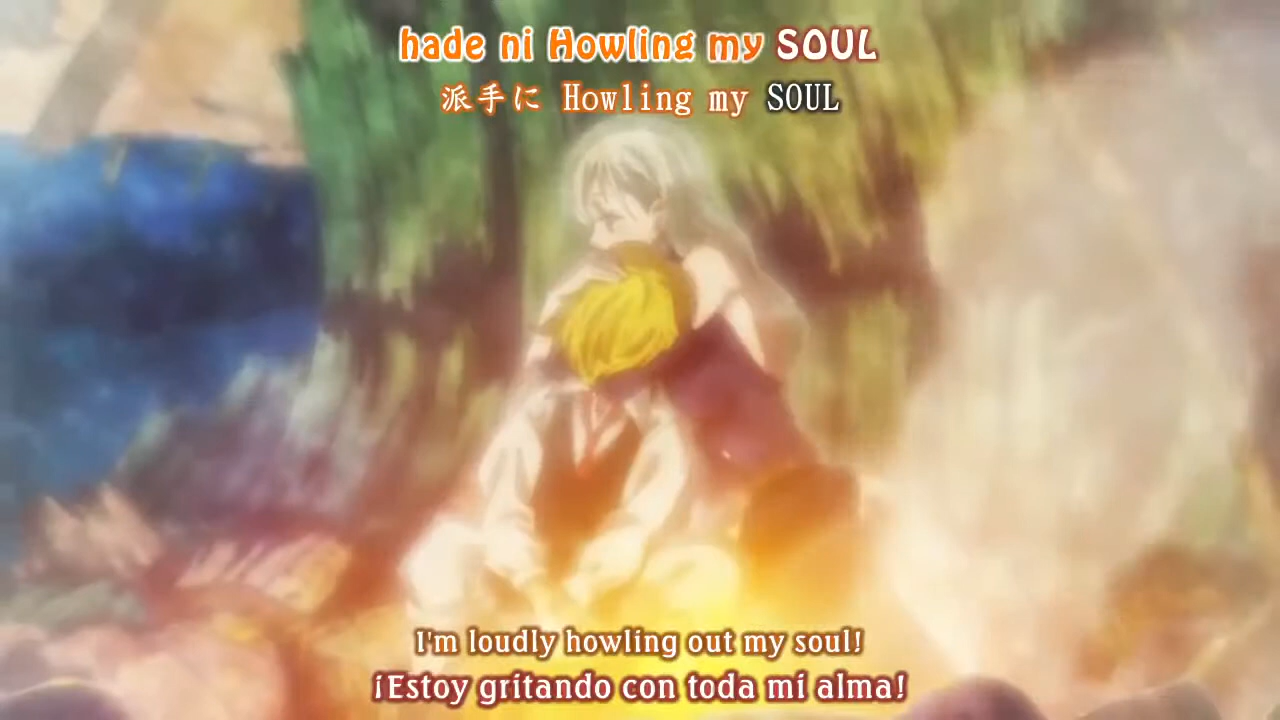 hade ni Howling my SOUL
派手に Howling my SOUL
I'm loudly howling out my soul!
¡Estoy gritando con toda mi alma!